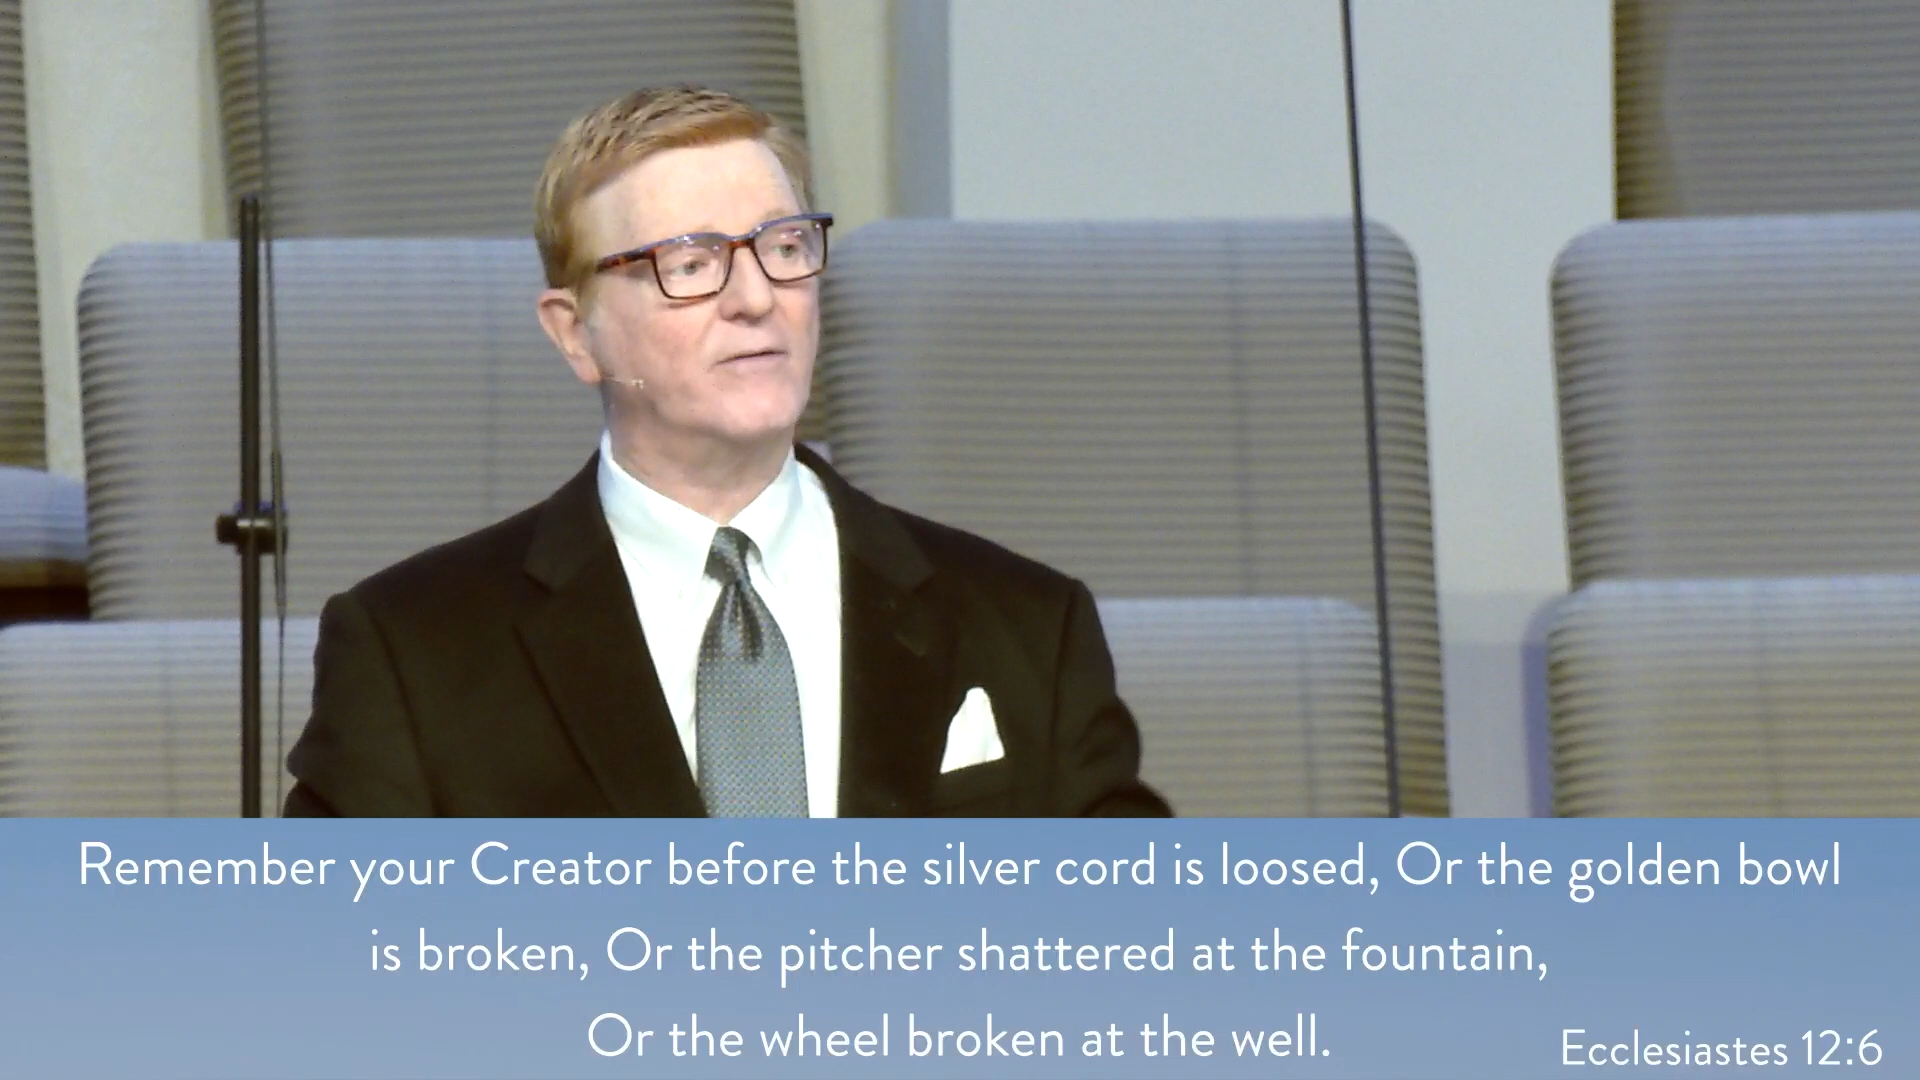 Remember your Creator before the silver cord is loosed, Or the golden bowl
is broken, Or the pitcher shattered at the fountain,
Or the wheel broken at the well.
Ecclesiastes 12:6